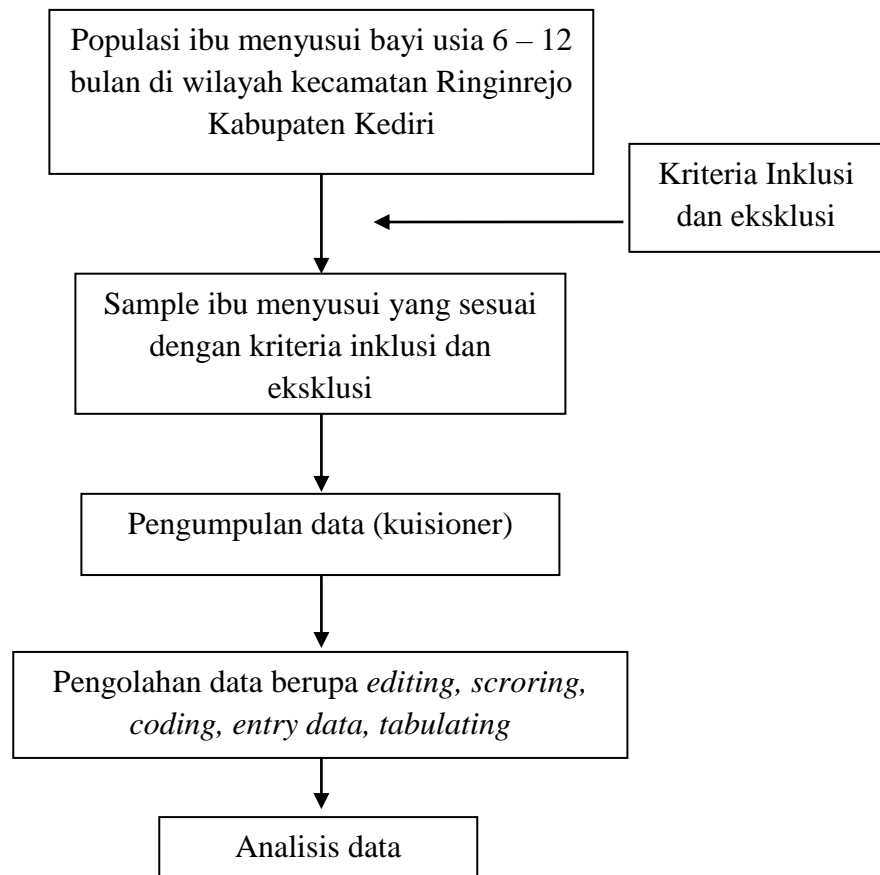 Populasi ibu menyusui bayi usia 6 – 12
bulan di wilayah kecamatan Ringinrejo
Kabupaten Kediri
Kriteria Inklusi
dan eksklusi
Sample ibu menyusui yang sesuai
dengan kriteria inklusi dan
eksklusi
Pengumpulan data (kuisioner)
Pengolahan data berupa editing, scroring,
coding, entry data, tabulating
Analisis data